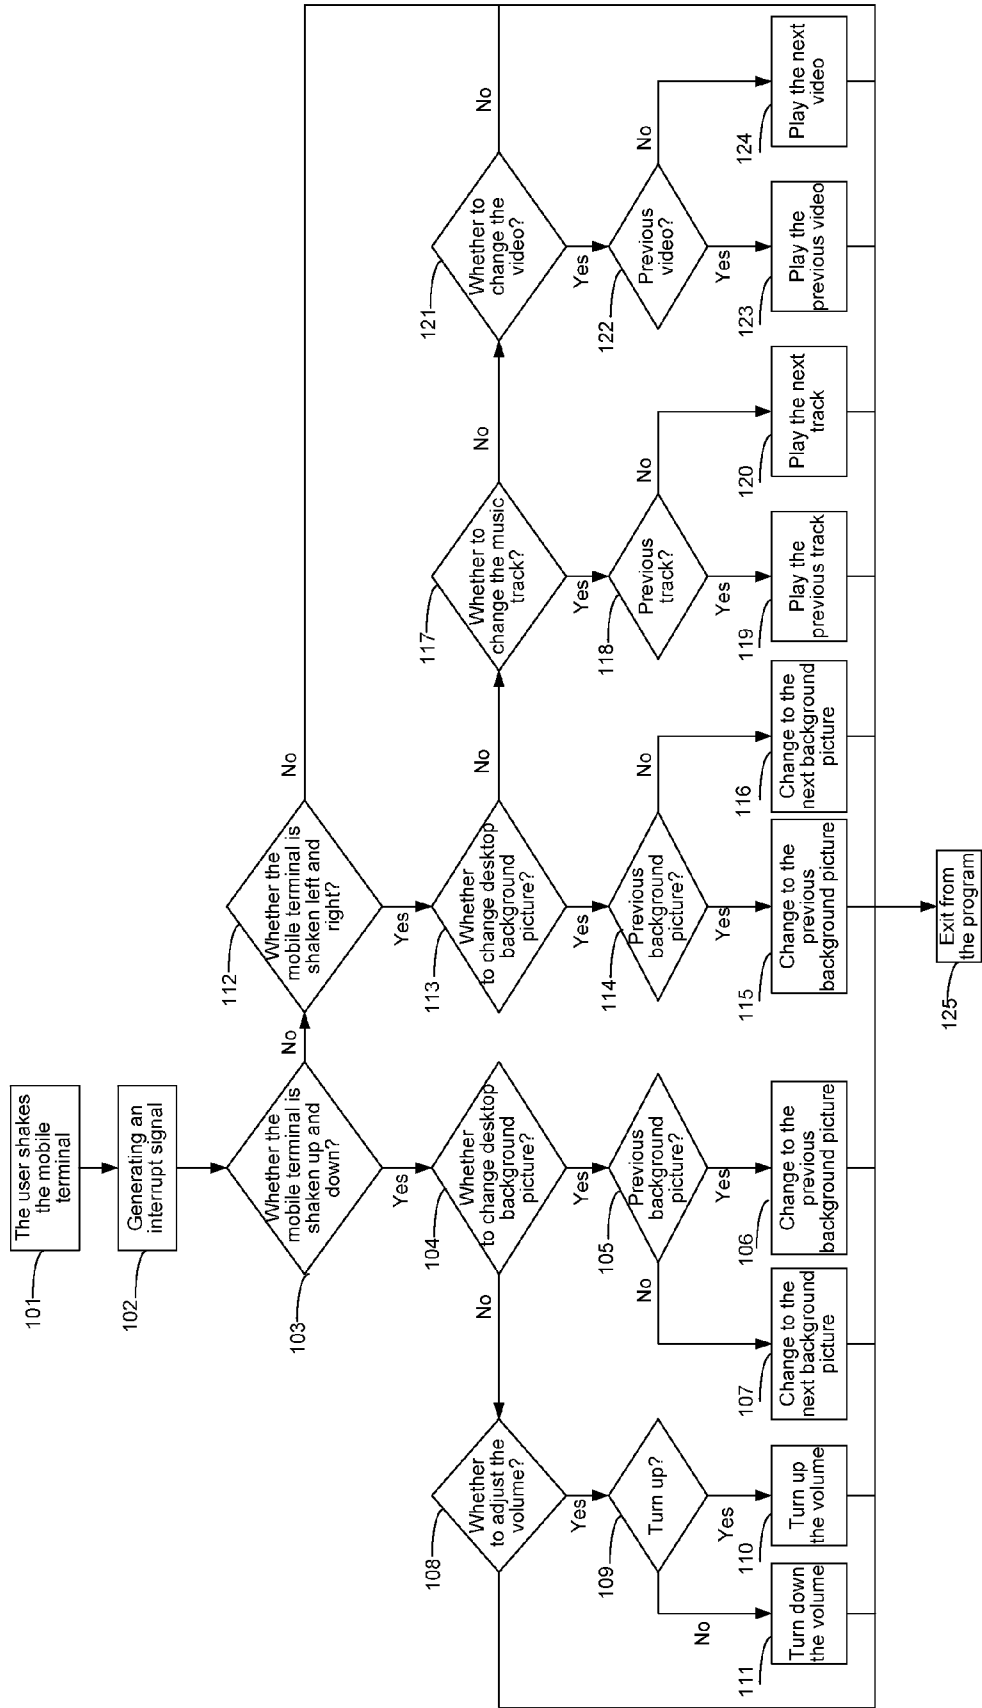 101
The user shakes
the mobile
terminal
102
Generating an
interrupt signal
103
Whether the
mobile terminal is
shaken up and
down?
No
Yes
112
Whether the
mobile terminal is
shaken left and
right?
No
Yes
108
Whether
to adjust the
volume?
Yes
No
104
Whether
to change desktop
background
picture?
Yes
113
Whether
to change desktop
background
picture?
No
Yes
117
Whether to
change the music
track?
No
Yes
121
Whether to
change the
video?
No
Yes
109
Turn up?
No
Yes
105
Previous
background
picture?
No
Yes
114
Previous
background
picture?
No
Yes
118
Previous
track?
No
Yes
122
Previous
video?
No
Yes
111
Turn down
the volume
110
Turn up
the volume
107
Change to the
next background
picture
106
Change to the
previous
background picture
115
Change to the
previous
background picture
116
Change to the
next background
picture
119
Play the
previous track
120
Play the next
track
123
Play the
previous video
124
Play the next
video
125
Exit from
the program